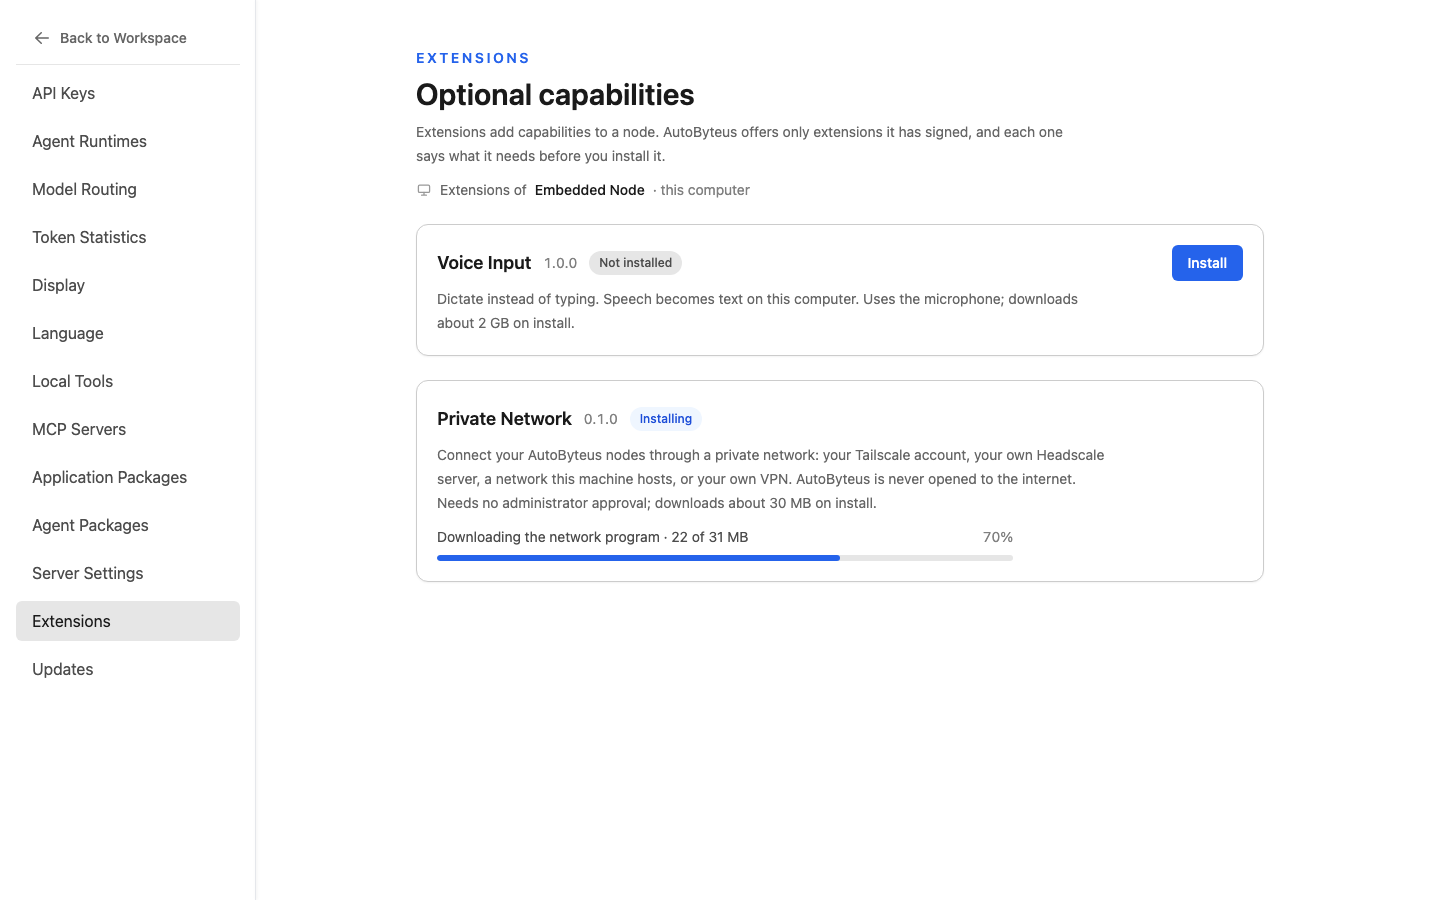 Back to Workspace
API Keys
Agent Runtimes
Model Routing
Token Statistics
Display
Language
Local Tools
MCP Servers
Application Packages
Agent Packages
Server Settings
Extensions
Updates
EXTENSIONS
Optional capabilities
Extensions add capabilities to a node. AutoByteus offers only extensions it has signed, and each one
says what it needs before you install it.
Extensions of Embedded Node · this computer
Voice Input 1.0.0 Not installed
Install
Dictate instead of typing. Speech becomes text on this computer. Uses the microphone; downloads
about 2 GB on install.
Private Network 0.1.0 Installing
Connect your AutoByteus nodes through a private network: your Tailscale account, your own Headscale
server, a network this machine hosts, or your own VPN. AutoByteus is never opened to the internet.
Needs no administrator approval; downloads about 30 MB on install.
Downloading the network program · 22 of 31 MB 70%